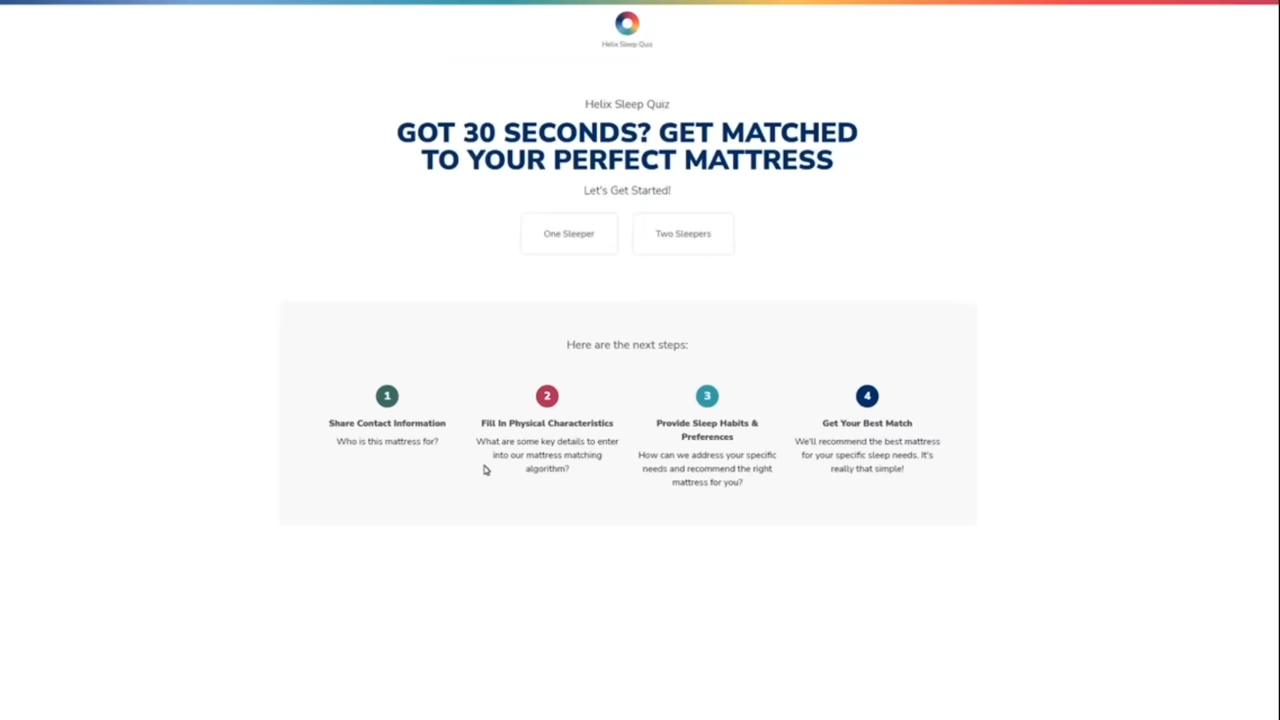 Helix Sleep Quiz
Helix Sleep Quiz
GOT 30 SECONDS? GET MATCHED
TO YOUR PERFECT MATTRESS
Let's Get Started!
One Sleeper
Two Sleepers
Here are the next steps:
1
Share Contact Information
Who is this mattress for?
2
Fill In Physical Characteristics
What are some key details to enter
into our mattress matching
algorithm?
3
Provide Sleep Habits &
Preferences
How can we address your specific
needs and recommend the right
mattress for you?
4
Get Your Best Match
We'll recommend the best mattress
for your specific sleep needs. It's
really that simple!